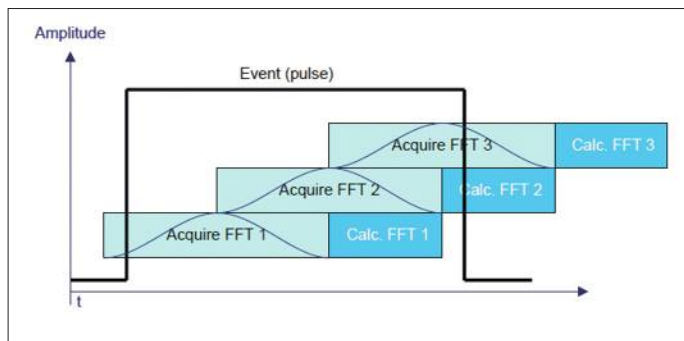 Amplitude
Event (pulse)
Acquire FFT 3
Calc. FFT 3
Acquire FFT 2
Calc. FFT 2
Acquire FFT 1
Calc. FFT 1
t